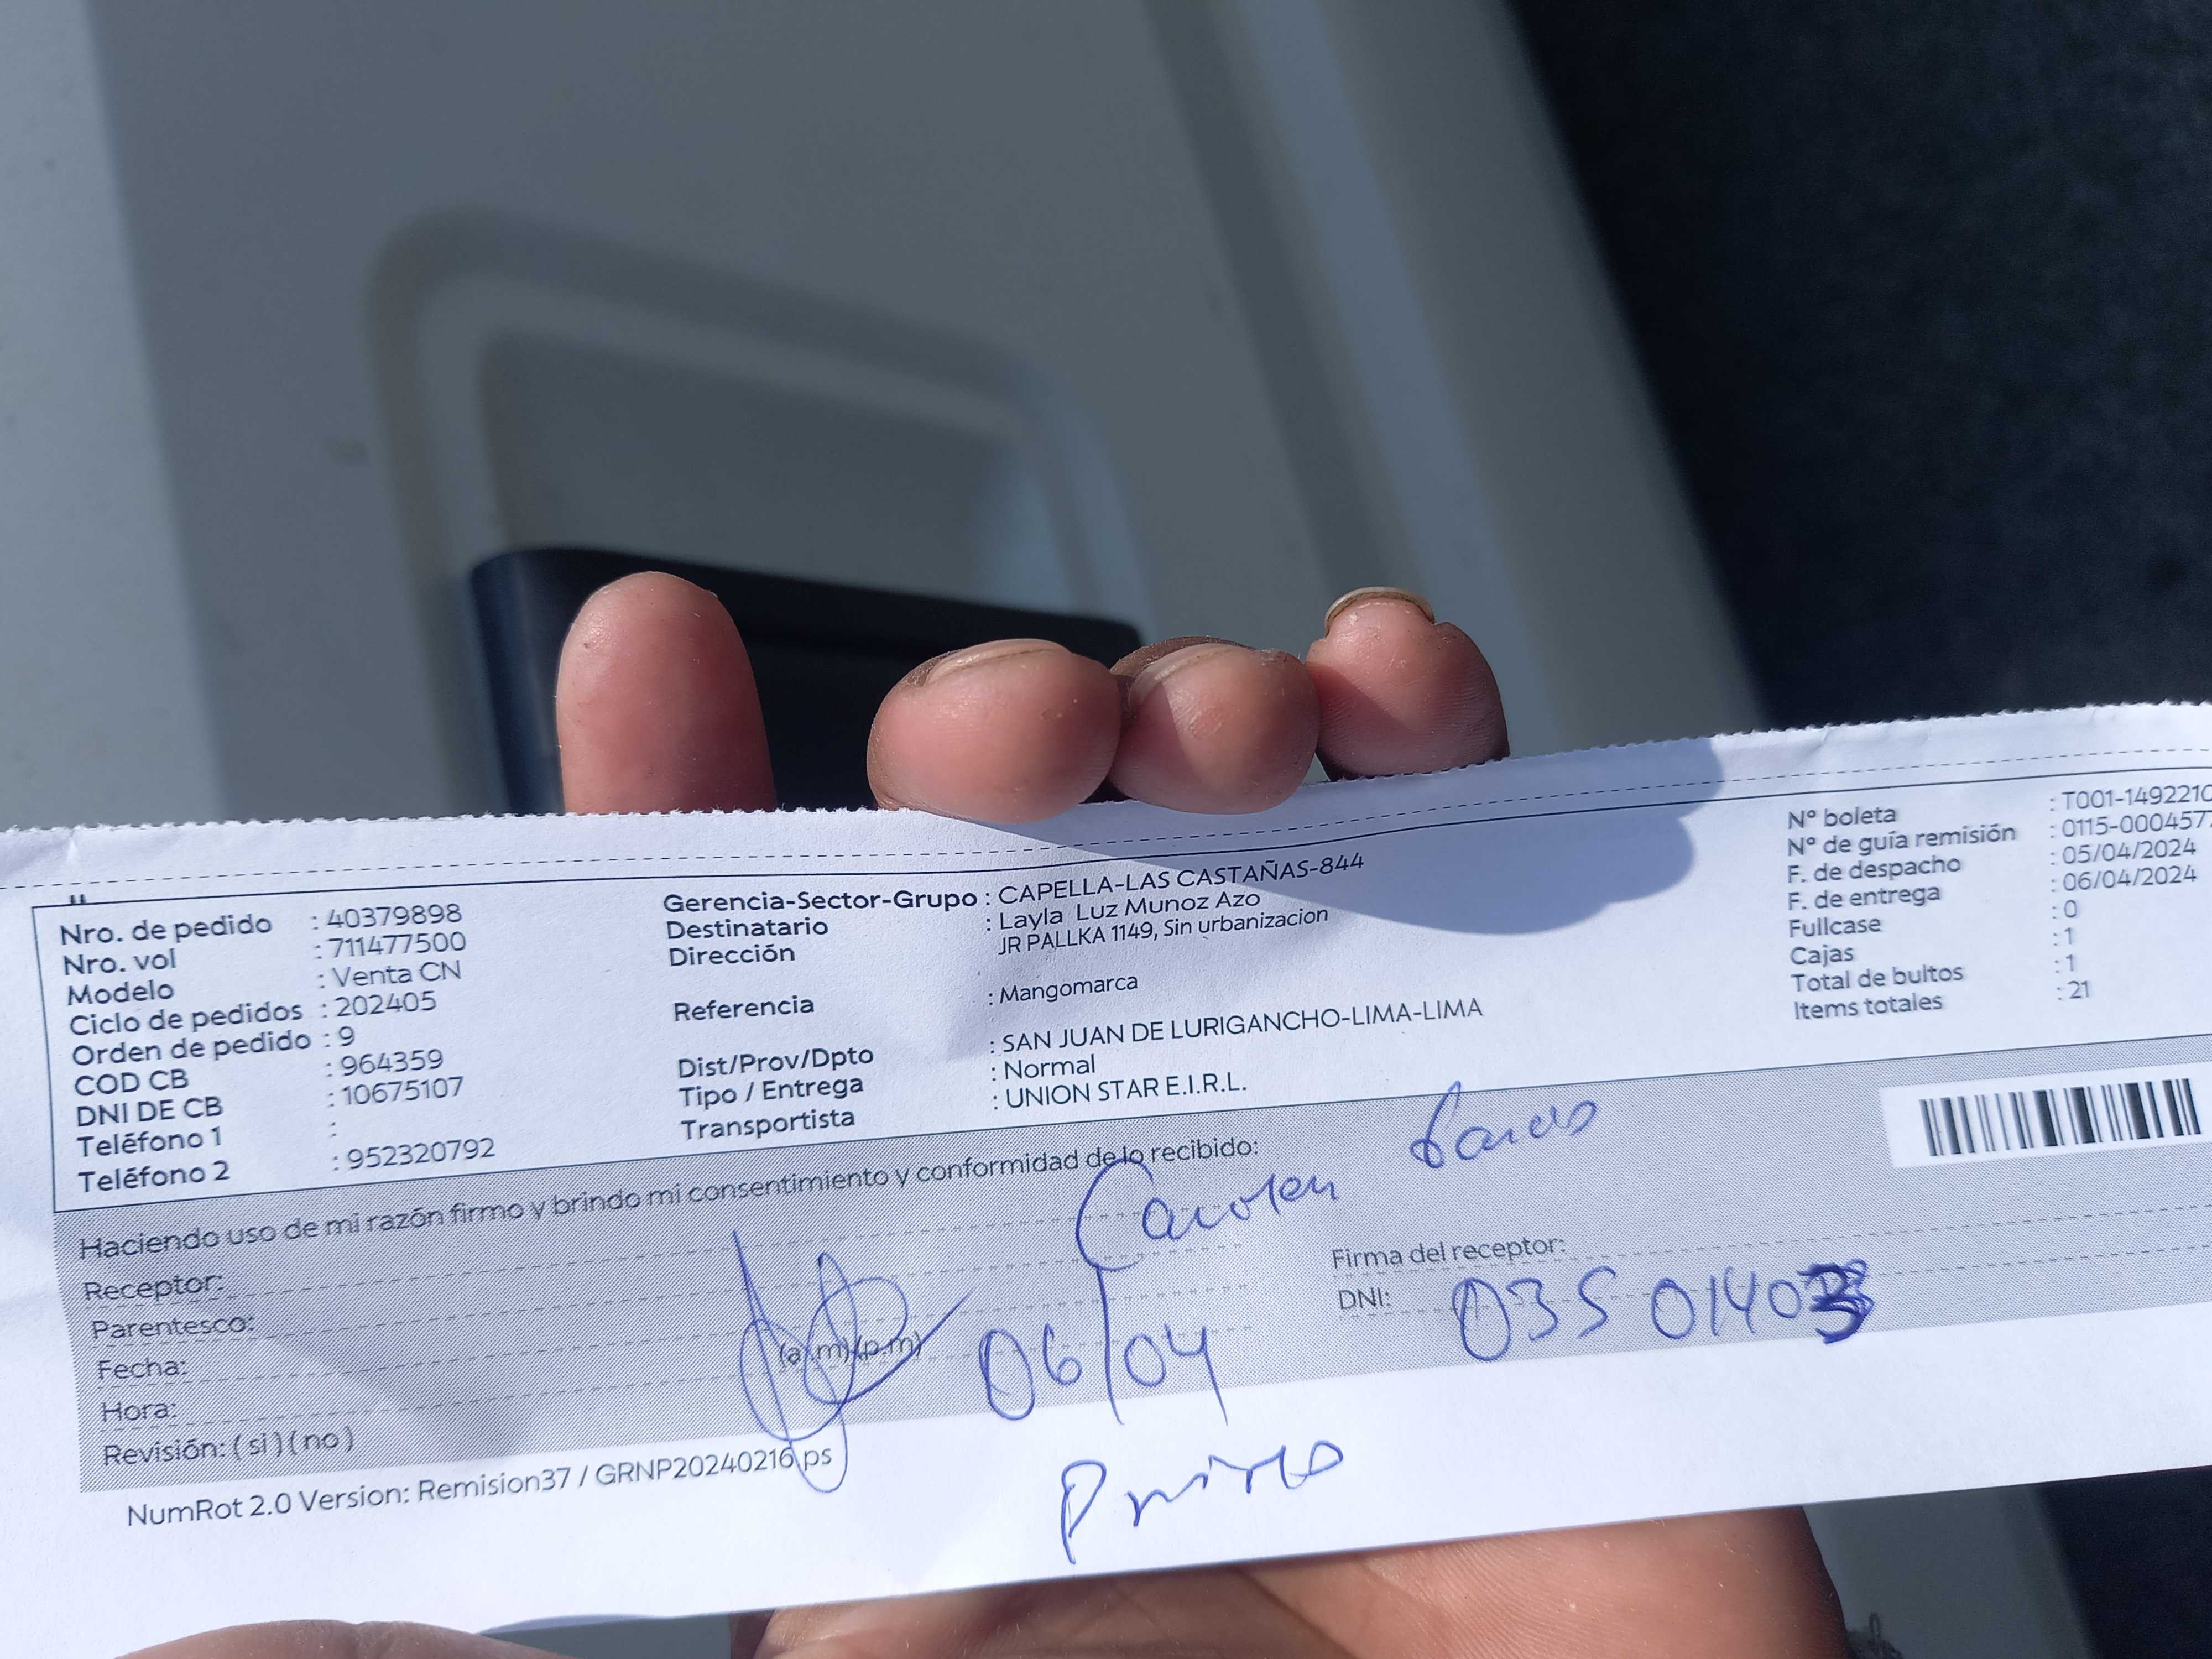 Nro. de pedido : 40379898
Nro. vol : 711477500
Modelo : Venta CN
Ciclo de pedidos : 202405
Orden de pedido : 9
COD CB : 964359
DNI DE CB : 10675107
Teléfono 1 :
Teléfono 2 : 952320792
Gerencia-Sector-Grupo : CAPELLA-LAS CASTAÑAS-844
Destinatario : Layla Luz Munoz Azo
Dirección JR PALLKA 1149, Sin urbanizacion
Referencia : Mangomarca
Dist/Prov/Dpto : SAN JUAN DE LURIGANCHO-LIMA-LIMA
Tipo / Entrega : Normal
Transportista : UNION STAR E.I.R.L.
N° boleta : T001-1492210
N° de guía remisión : 0115-0004577
F. de despacho : 05/04/2024
F. de entrega : 06/04/2024
Fullcase : 0
Cajas : 1
Total de bultos : 1
Items totales : 21
Haciendo uso de mi razón firmo y brindo mi consentimiento y conformidad de lo recibido:
Receptor:
Parentesco:
Fecha: 06/04
Hora: (a.m)(p.m)
Revisión: ( si ) ( no )
Firma del receptor:
DNI: 03501403
NumRot 2.0 Version: Remision37 / GRNP20240216.ps